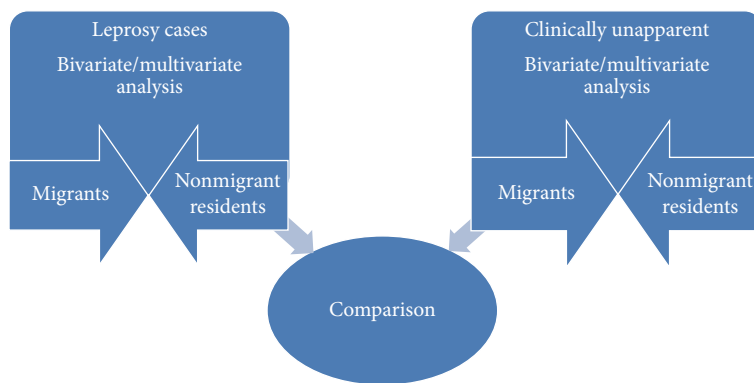 Leprosy cases
Bivariate/multivariate
analysis
Migrants
Nonmigrant
residents
Clinically unapparent
Bivariate/multivariate
analysis
Migrants
Nonmigrant
residents
Comparison